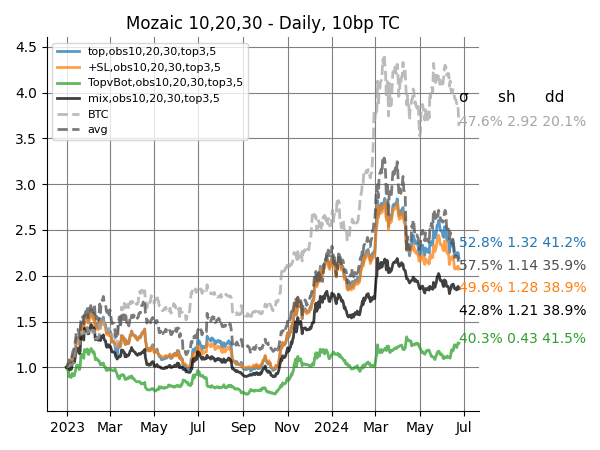 Mozaic 10,20,30 - Daily, 10bp TC
4.5
4.0
3.5
3.0
2.5
2.0
1.5
1.0
top,obs10,20,30,top3,5
+SL,obs10,20,30,top3,5
TopvBot,obs10,20,30,top3,5
mix,obs10,20,30,top3,5
BTC
avg
σ sh dd
47.6% 2.92 20.1%
52.8% 1.32 41.2%
57.5% 1.14 35.9%
49.6% 1.28 38.9%
42.8% 1.21 38.9%
40.3% 0.43 41.5%
2023 Mar May Jul Sep Nov 2024 Mar May Jul